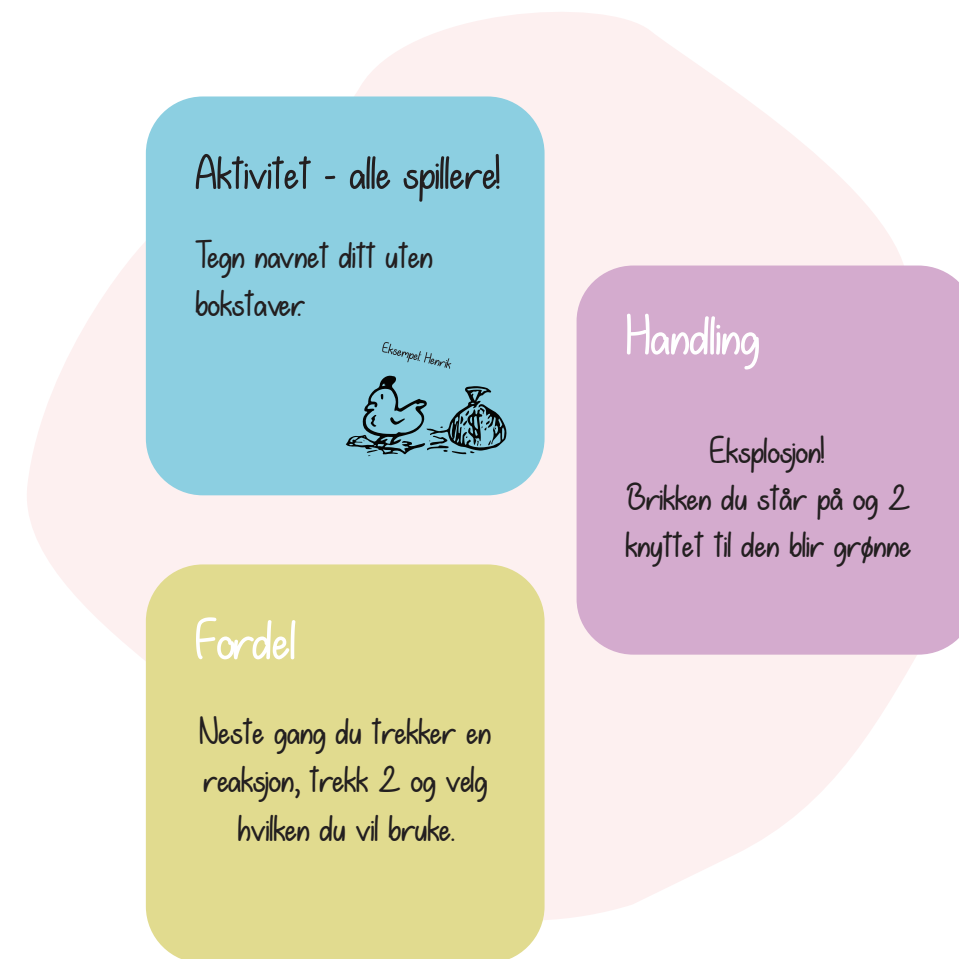 Aktivitet - alle spillere!
Tegn navnet ditt uten
bokstaver.
Eksempel: Henrik
$
Handling
Eksplosjon!
Brikken du står på og 2
knyttet til den blir grønne
Fordel
Neste gang du trekker en
reaksjon, trekk 2 og velg
hvilken du vil bruke.